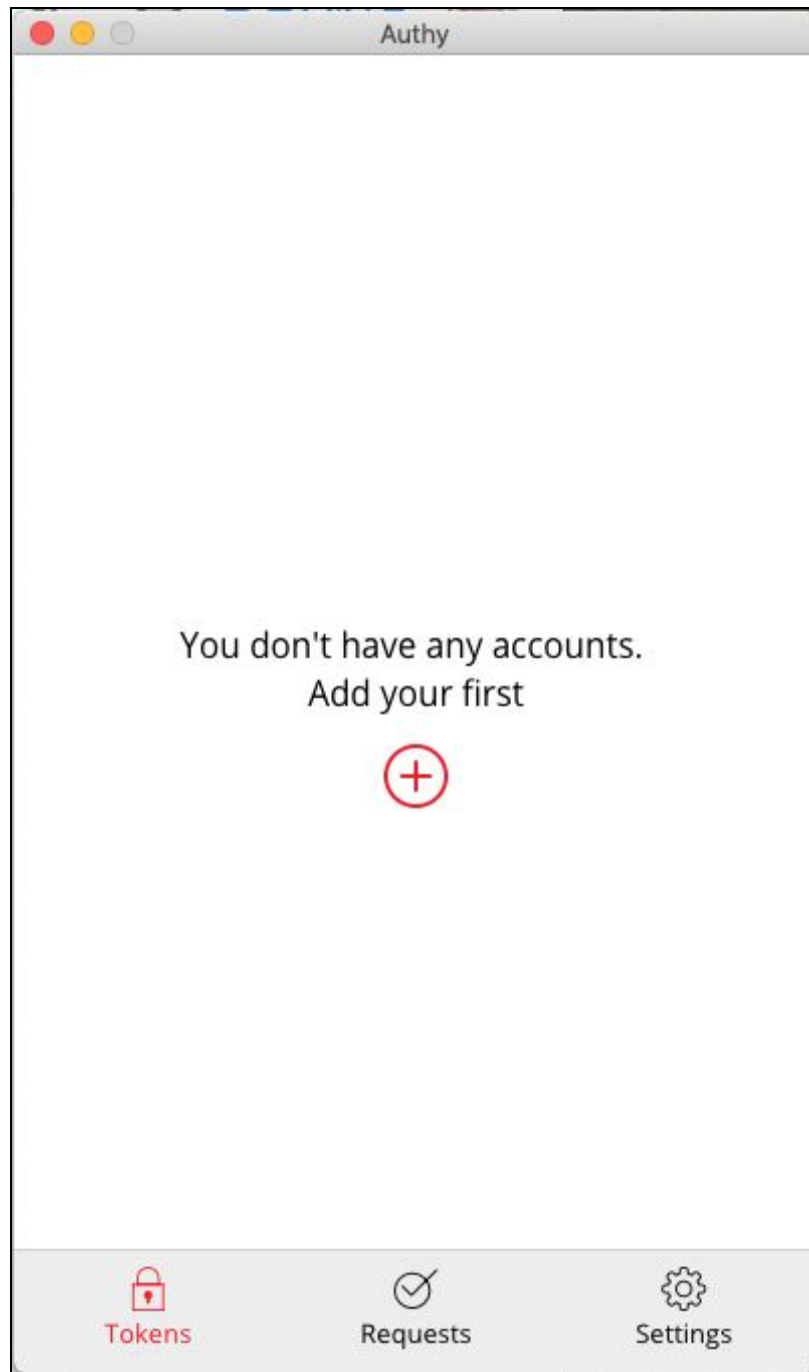 Authy
You don't have any accounts.
Add your first
Tokens
Requests
Settings